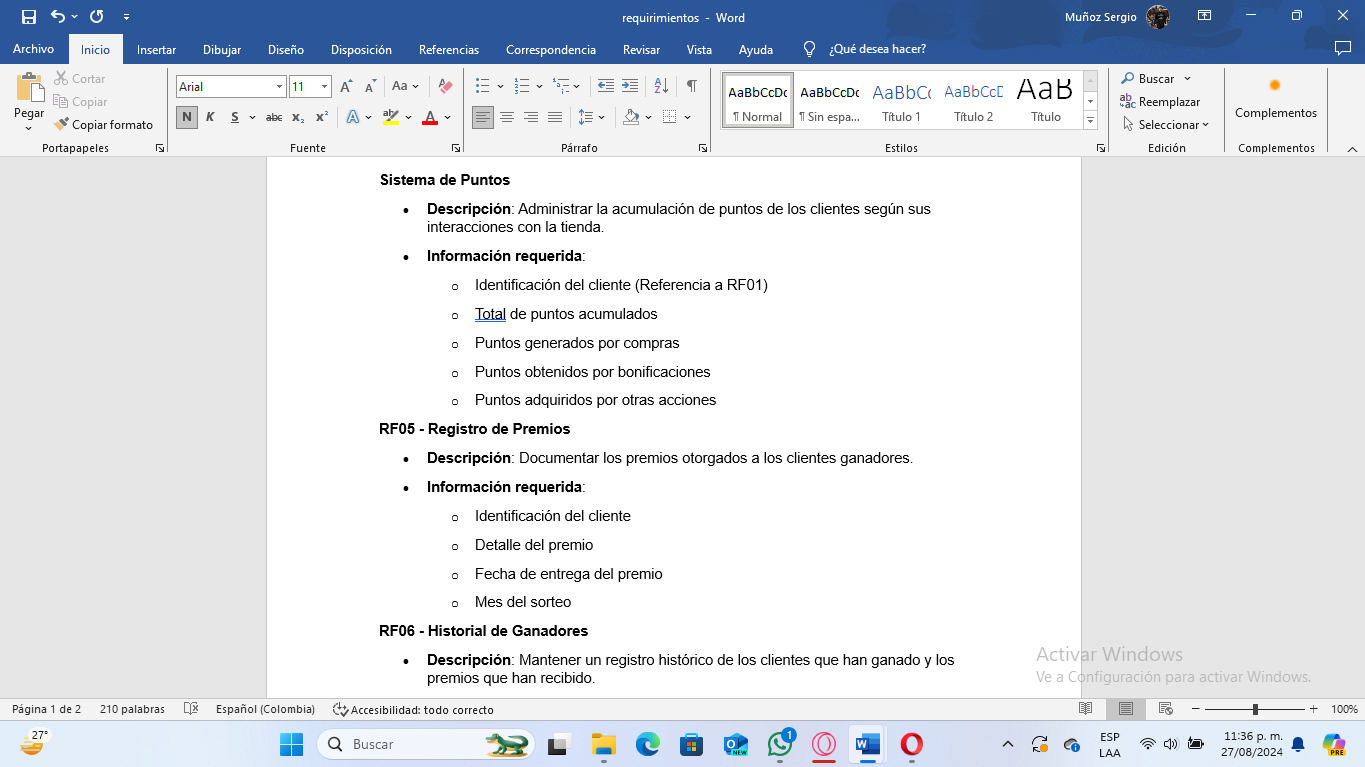 requirimientos - Word
Muñoz Sergio
Archivo Inicio Insertar Dibujar Diseño Disposición Referencias Correspondencia Revisar Vista Ayuda ¿Qué desea hacer?
Pegar
Cortar
Copiar
Copiar formato
Portapapeles
Arial 11
Aa
N K S abc x₂ x²
Fuente
Párrafo
AaBbCcDc AaBbCcDc AaBbCc AaBbCcE AaB
¶ Normal ¶ Sin espa... Título 1 Título 2 Título
Estilos
Buscar
Reemplazar
Seleccionar
Edición
Complementos
Complementos
Sistema de Puntos
• Descripción: Administrar la acumulación de puntos de los clientes según sus
interacciones con la tienda.
• Información requerida:
o Identificación del cliente (Referencia a RF01)
o Total de puntos acumulados
o Puntos generados por compras
o Puntos obtenidos por bonificaciones
o Puntos adquiridos por otras acciones
RF05 - Registro de Premios
• Descripción: Documentar los premios otorgados a los clientes ganadores.
• Información requerida:
o Identificación del cliente
o Detalle del premio
o Fecha de entrega del premio
o Mes del sorteo
RF06 - Historial de Ganadores
• Descripción: Mantener un registro histórico de los clientes que han ganado y los
premios que han recibido.
Activar Windows
Ve a Configuración para activar Windows.
Página 1 de 2 210 palabras Español (Colombia) Accesibilidad: todo correcto 100%
27°
Buscar
NEW
1
ESP
LAA
11:36 p. m.
27/08/2024
PRE